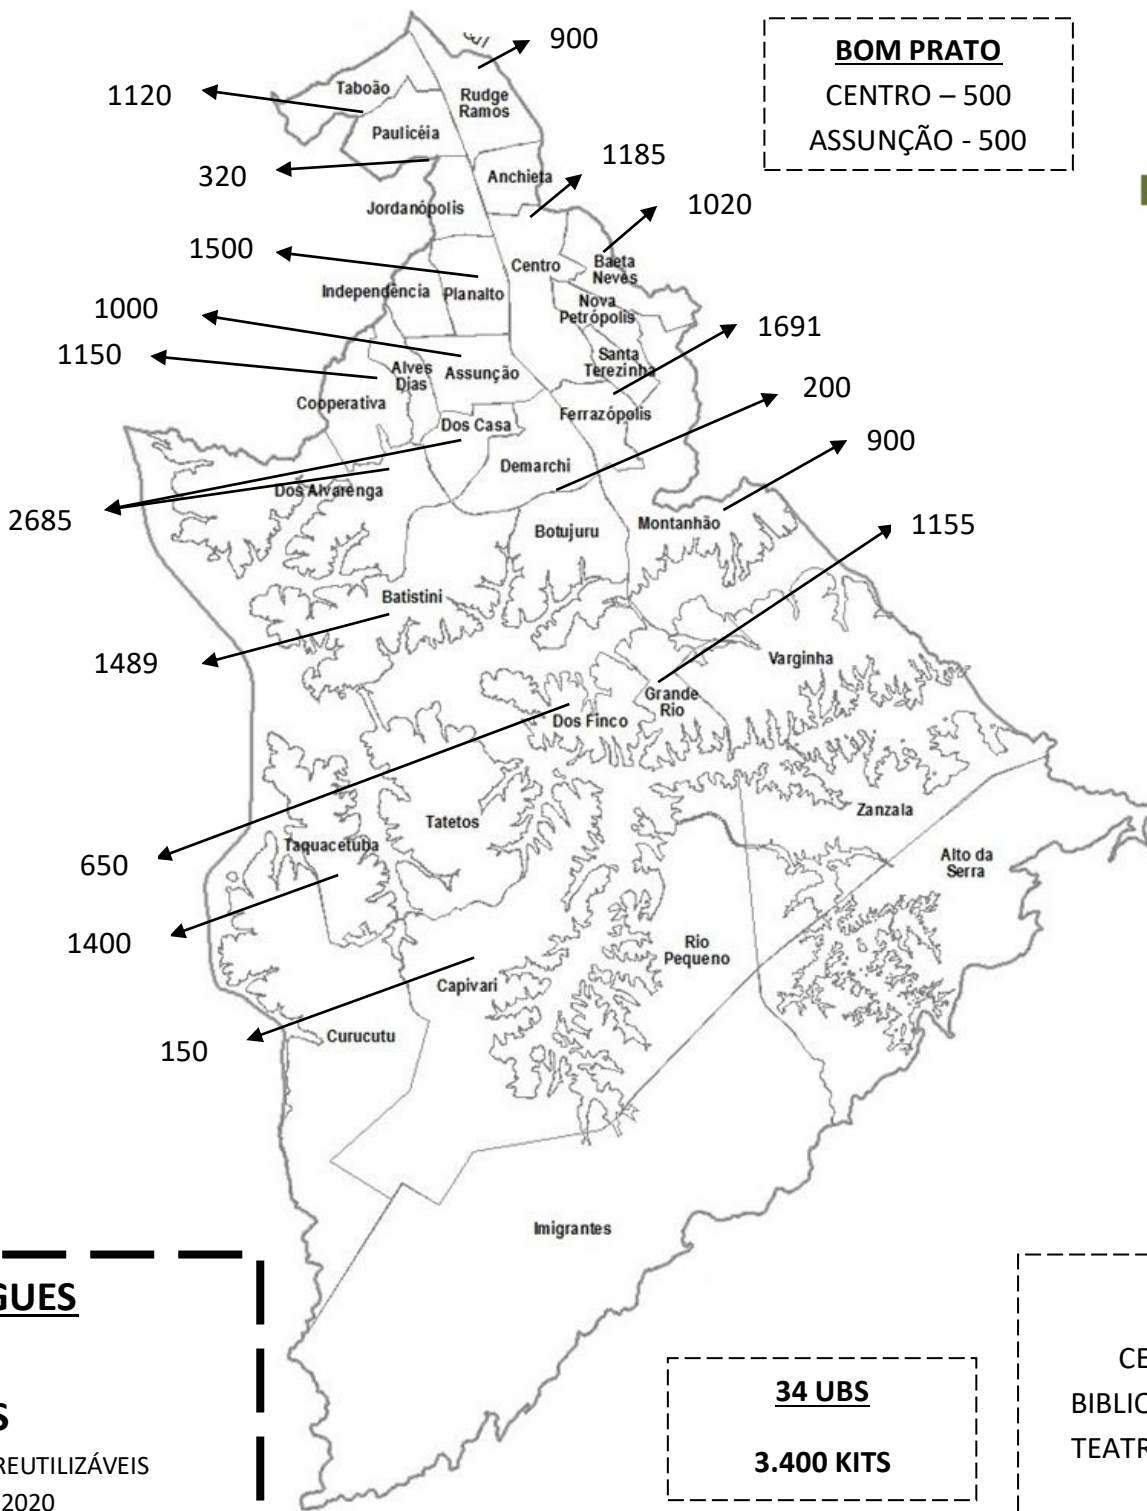 900
BOM PRATO
CENTRO – 500
ASSUNÇÃO - 500
Taboão
1120
Rudge
Ramos
Paulicéia
1185
320
Anchieta
Jordanópolis
1020
1500
Centro
Baeta
Neves
Independência
Planalto
Nova
Petrópolis
1000
1691
1150
Santa
Terezinha
Alves
Dias
Assunção
200
Cooperativa
Ferrazópolis
Dos Casa
900
Demarchi
Dos Alvarenga
2685
Montanhão
1155
Botujuru
Batistini
1489
Varginha
Grande
Rio
Dos Finco
Zanzala
Tatetos
Taquacetuba
650
Alto da
Serra
1400
Rio
Pequeno
Capivari
Curucutu
150
Imigrantes
GUES
S
REUTILIZÁVEIS
2020
34 UBS
3.400 KITS
CE
BIBLIO
TEATR